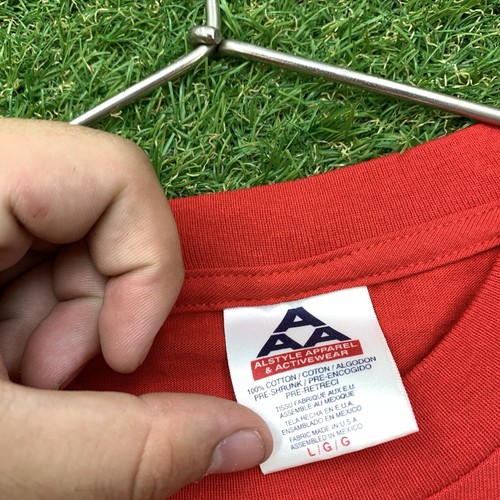 A
AA
ALSTYLE APPAREL
& ACTIVEWEAR
100% COTTON / COTON / ALGODON
PRE-SHRUNK / PRE-ENCOGIDO
PRE-RETRECI
TISSU FABRIQUE AUX E.U.
ASSEMBLE AU MEXIQUE
TELA HECHA EN E.U.A.
ENSAMBLADO EN MEXICO
FABRIC MADE IN U.S.A.
ASSEMBLED IN MEXICO
L/G/G